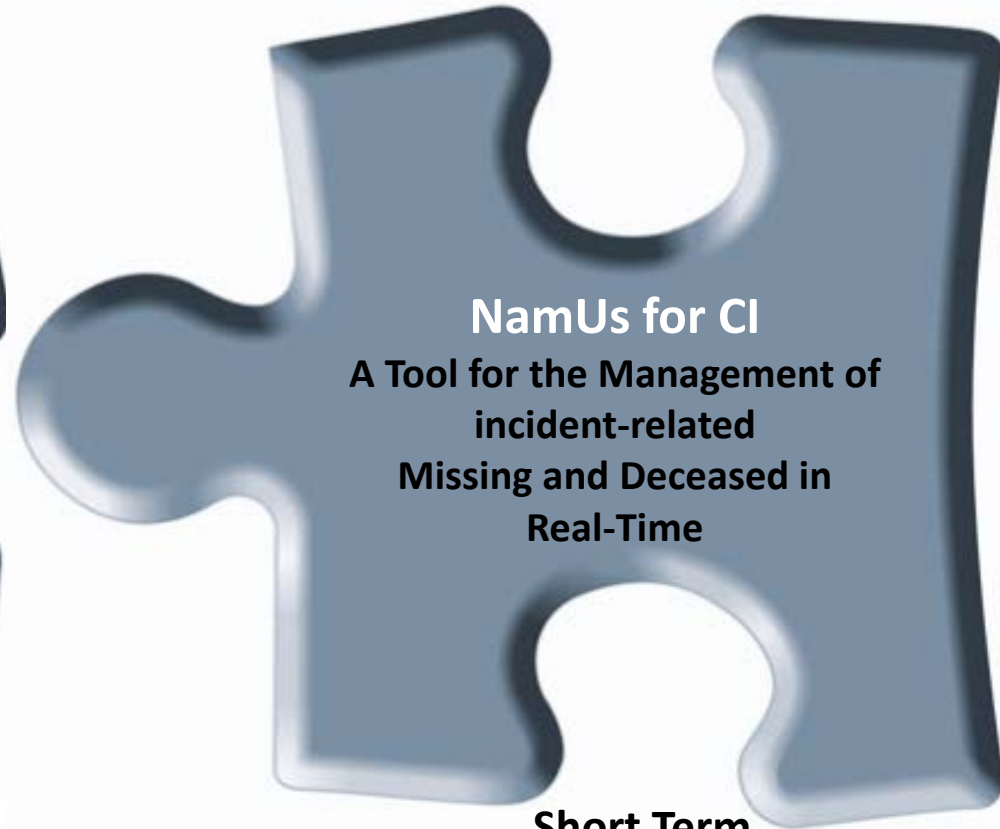 NamUs for CI
A Tool for the Management of
incident-related
Missing and Deceased in
Real-Time
Short Term